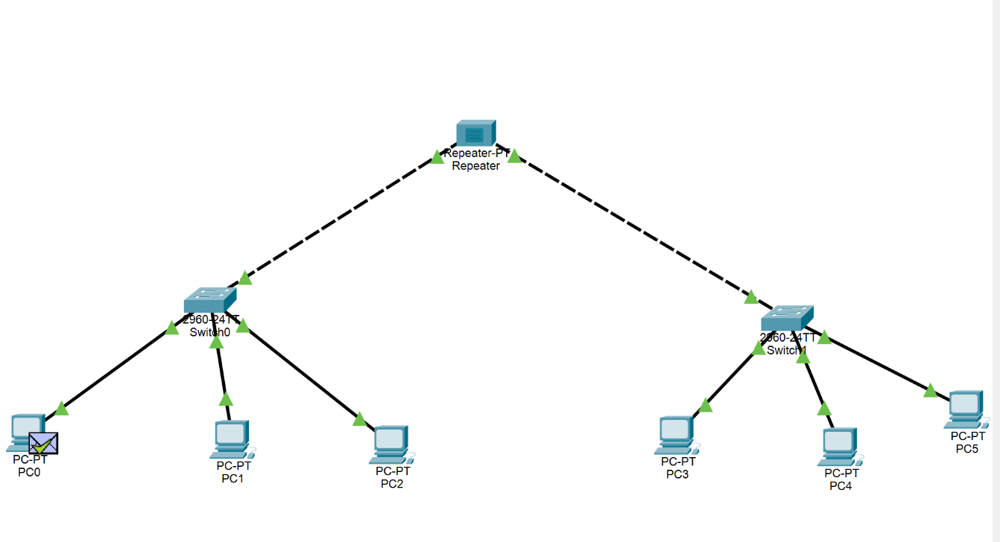 Repeater-PT
Repeater
2960-24TT
Switch0
2960-24TT
Switch1
PC-PT
PC0
PC-PT
PC1
PC-PT
PC2
PC-PT
PC3
PC-PT
PC4
PC-PT
PC5